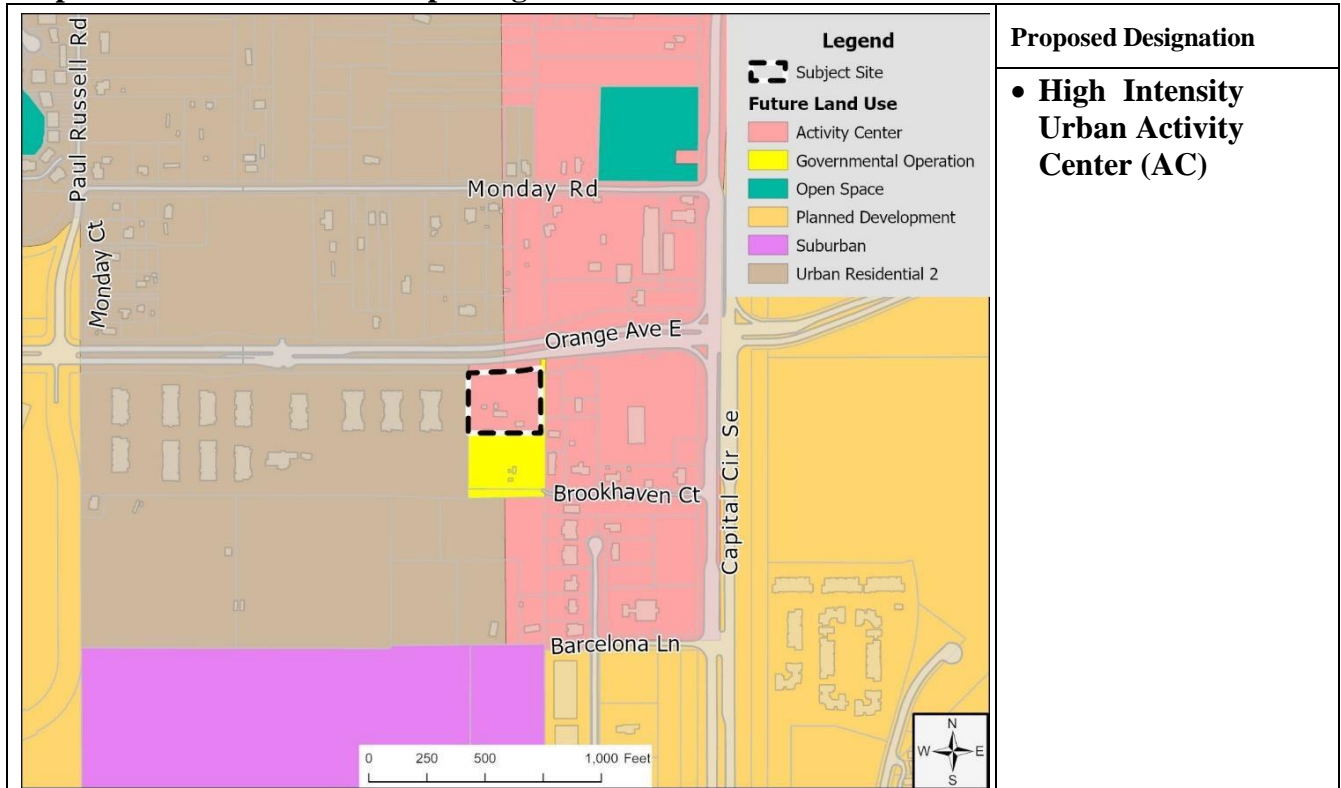 Legend
Subject Site
Future Land Use
Activity Center
Governmental Operation
Open Space
Planned Development
Suburban
Urban Residential 2
Paul Russell Rd
Monday Rd
Monday Ct
Orange Ave E
Brookhaven Ct
Capital Cir Se
Barcelona Ln
0 250 500 1,000 Feet
N
W E
S
Proposed Designation
• High Intensity
Urban Activity
Center (AC)